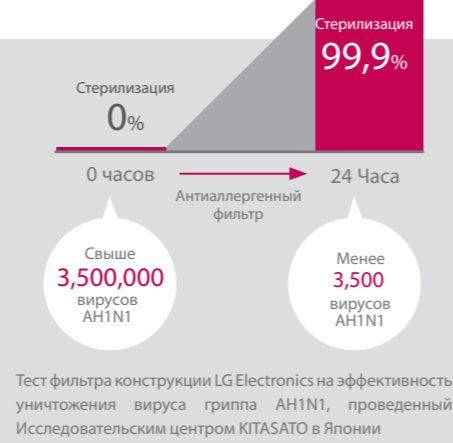 Стерилизация
99,9%
Стерилизация
0%
0 часов
24 Часа
Антиаллергенный
фильтр
Свыше
3,500,000
вирусов
AH1N1
Менее
3,500
вирусов
AH1N1
Тест фильтра конструкции LG Electronics на эффективность
уничтожения вируса гриппа AH1N1, проведенный
Исследовательским центром KITASATO в Японии